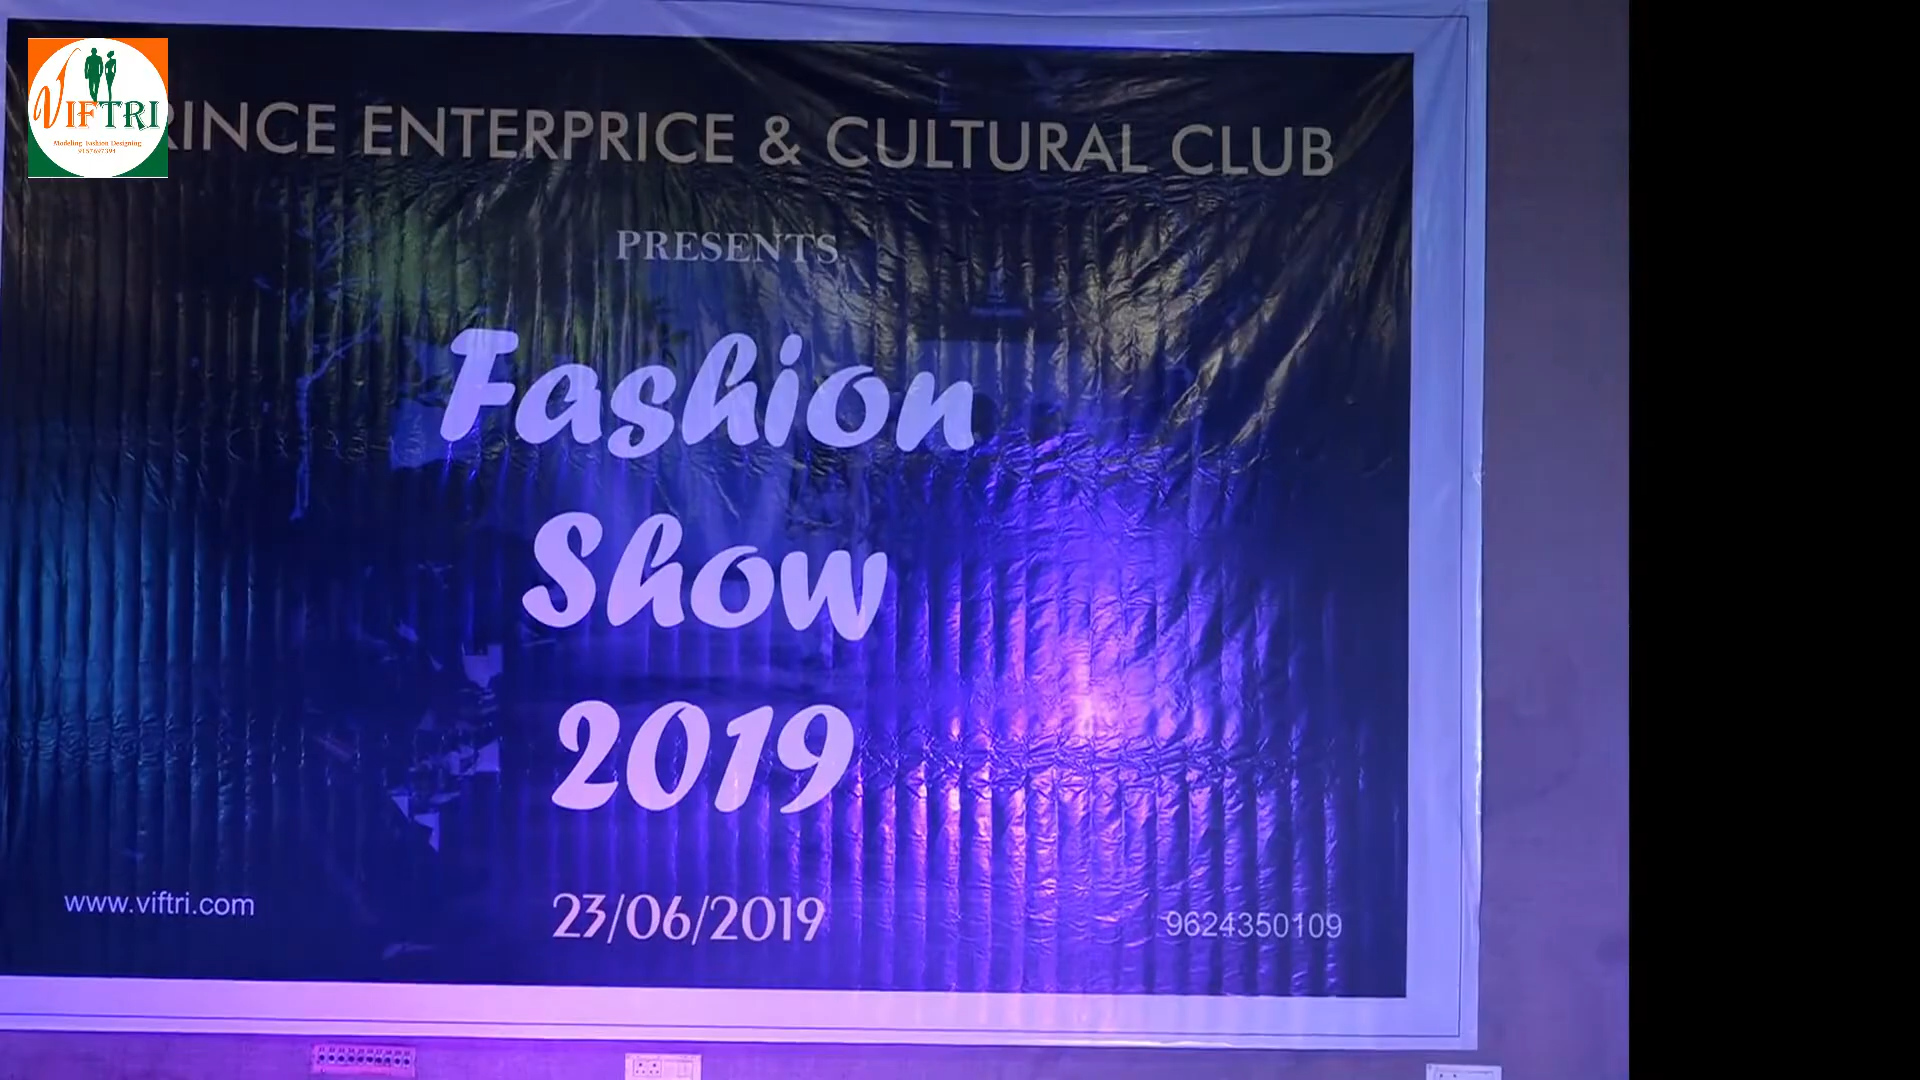 VIFTRI
Modeling Fashion Designing
RINCE ENTERPRICE & CULTURAL CLUB
PRESENTS
Fashion
Show
2019
www.viftri.com
23/06/2019
9624350109